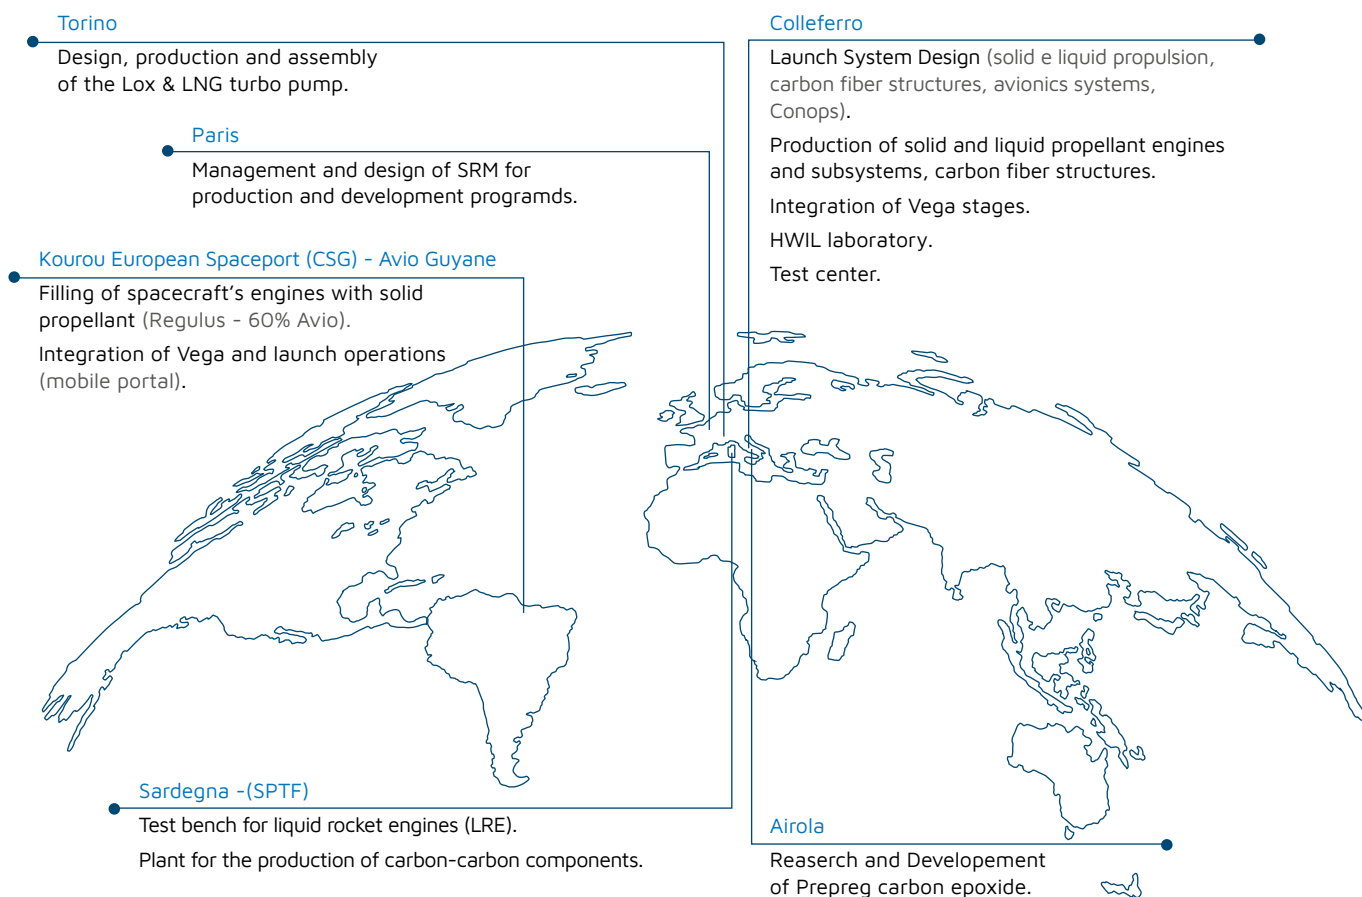 Torino
Design, production and assembly
of the Lox & LNG turbo pump.
Paris
Management and design of SRM for
production and development programds.
Kourou European Spaceport (CSG) - Avio Guyane
Filling of spacecraft’s engines with solid
propellant (Regulus - 60% Avio).
Integration of Vega and launch operations
(mobile portal).
Colleferro
Launch System Design (solid e liquid propulsion,
carbon fiber structures, avionics systems,
Conops).
Production of solid and liquid propellant engines
and subsystems, carbon fiber structures.
Integration of Vega stages.
HWIL laboratory.
Test center.
Sardegna -(SPTF)
Test bench for liquid rocket engines (LRE).
Plant for the production of carbon-carbon components.
Airola
Reaserch and Developement
of Prepreg carbon epoxide.